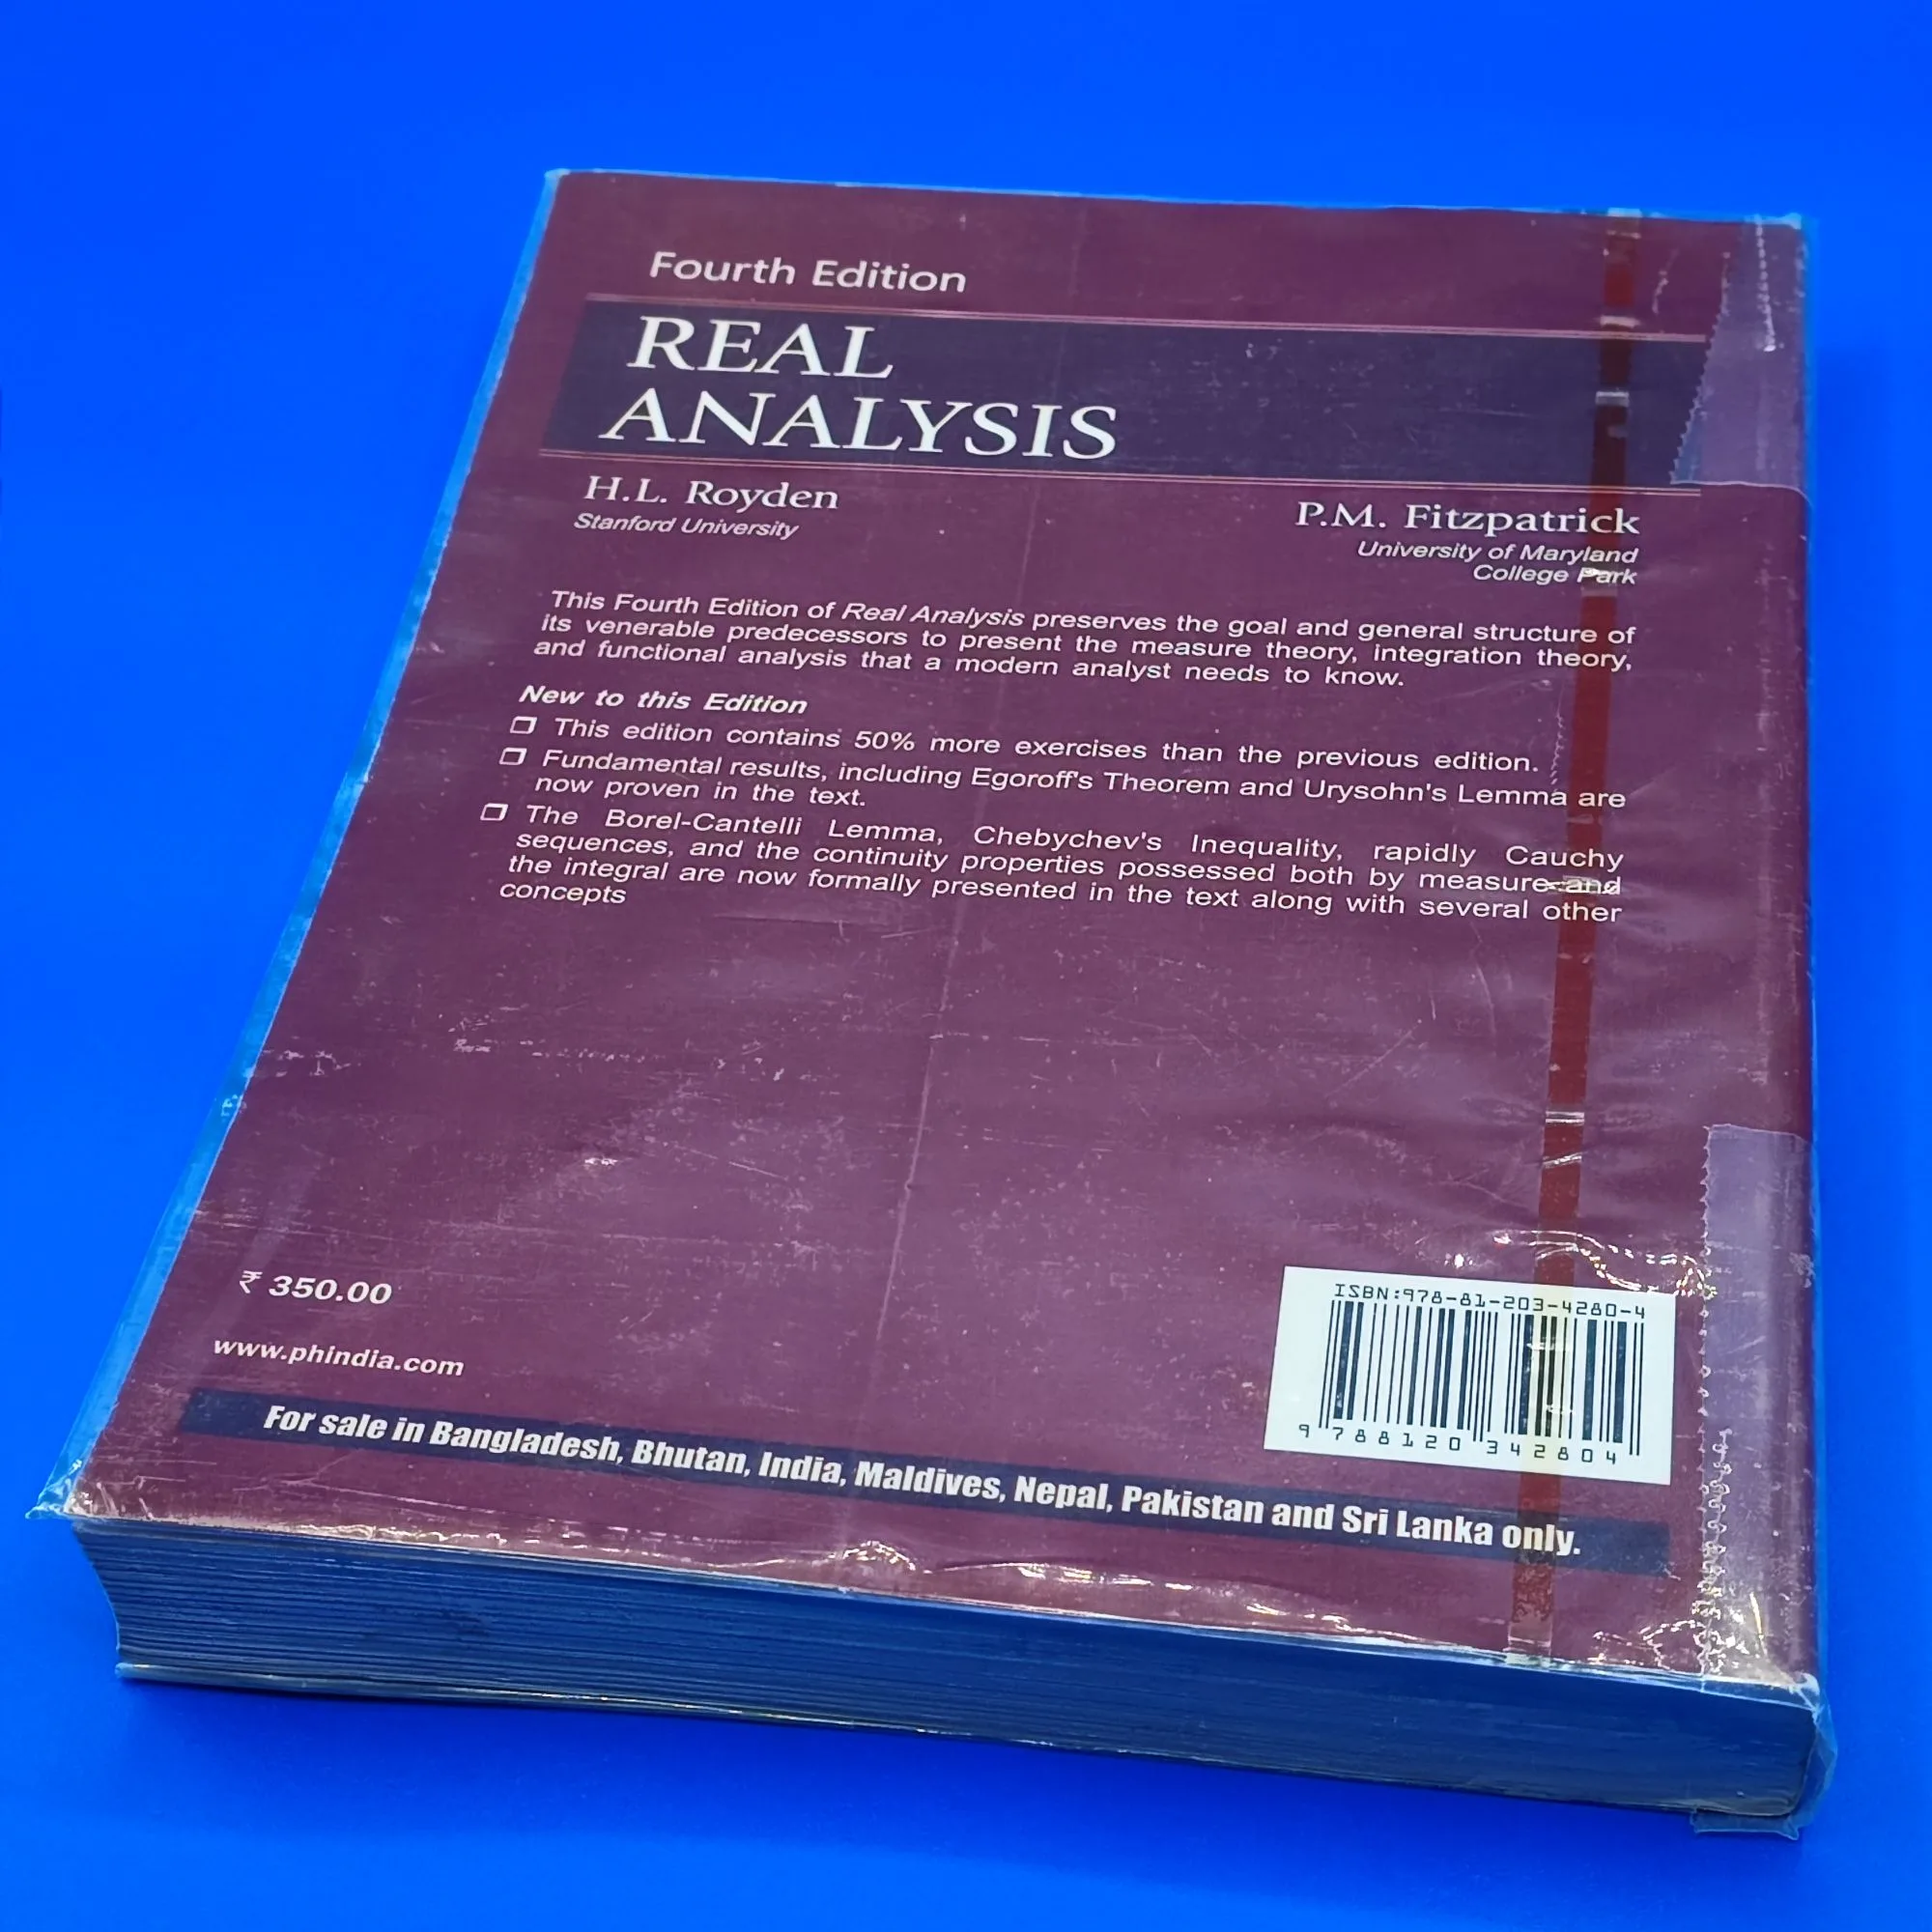 Fourth Edition
REAL
ANALYSIS
H.L. Royden
Stanford University
P.M. Fitzpatrick
University of Maryland
College Park
This Fourth Edition of Real Analysis preserves the goal and general structure of
its venerable predecessors to present the measure theory, integration theory,
and functional analysis that a modern analyst needs to know.
New to this Edition
❒ This edition contains 50% more exercises than the previous edition.
❒ Fundamental results, including Egoroff's Theorem and Urysohn's Lemma are
now proven in the text.
❒ The Borel-Cantelli Lemma, Chebychev's Inequality, rapidly Cauchy
sequences, and the continuity properties possessed both by measure and
the integral are now formally presented in the text along with several other
concepts
₹ 350.00
www.phindia.com
ISBN:978-81-203-4280-4
9 788120 342804
For sale in Bangladesh, Bhutan, India, Maldives, Nepal, Pakistan and Sri Lanka only.